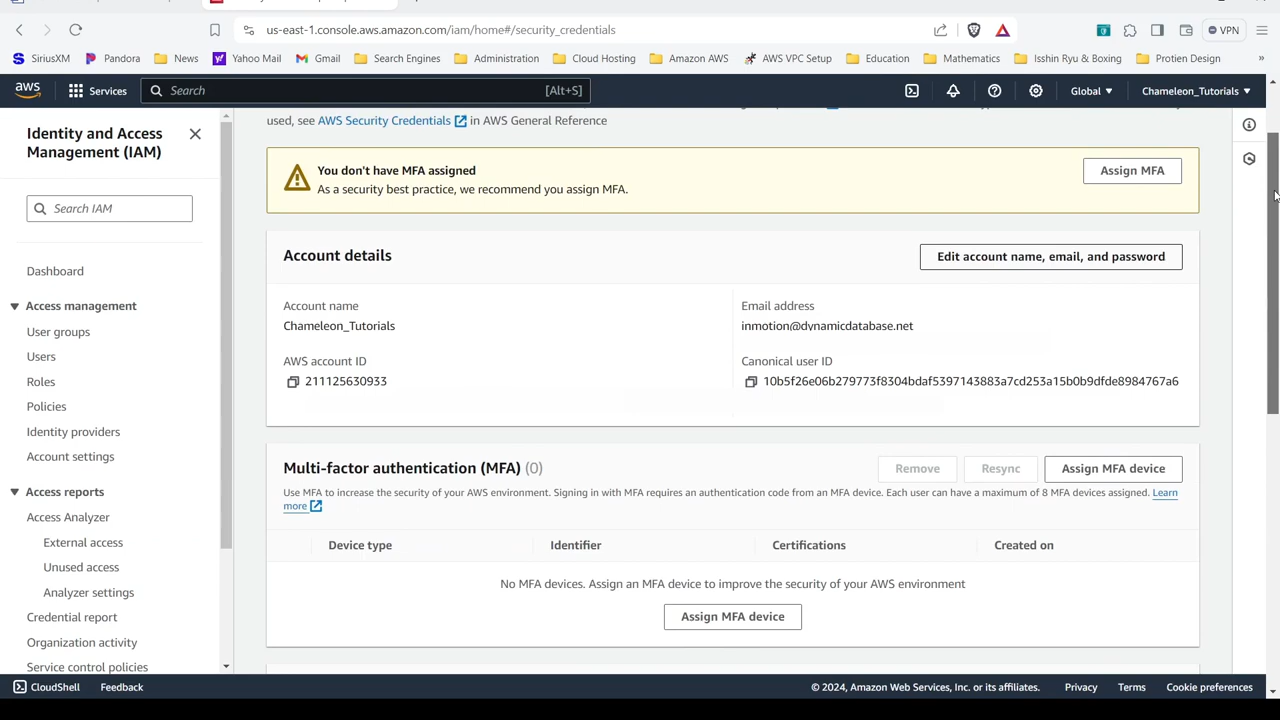 us-east-1.console.aws.amazon.com/iam/home#/security_credentials
VPN
SiriusXM Pandora News Yahoo Mail Gmail Search Engines Administration Cloud Hosting Amazon AWS AWS VPC Setup Education Mathematics Isshin Ryu & Boxing Protien Design »
aws Services Search [Alt+S] Global Chameleon_Tutorials
Identity and Access
Management (IAM)
Search IAM
Dashboard
Access management
User groups
Users
Roles
Policies
Identity providers
Account settings
Access reports
Access Analyzer
External access
Unused access
Analyzer settings
Credential report
Organization activity
Service control policies
used, see AWS Security Credentials in AWS General Reference
You don't have MFA assigned
As a security best practice, we recommend you assign MFA.
Assign MFA
Account details
Edit account name, email, and password
Account name
Chameleon_Tutorials
Email address
inmotion@dynamicdatabase.net
AWS account ID
211125630933
Canonical user ID
10b5f26e06b279773f8304bdaf5397143883a7cd253a15b0b9dfde8984767a6
Multi-factor authentication (MFA) (0)
Remove Resync Assign MFA device
Use MFA to increase the security of your AWS environment. Signing in with MFA requires an authentication code from an MFA device. Each user can have a maximum of 8 MFA devices assigned. Learn
more
Device type Identifier Certifications Created on
No MFA devices. Assign an MFA device to improve the security of your AWS environment
Assign MFA device
CloudShell Feedback © 2024, Amazon Web Services, Inc. or its affiliates. Privacy Terms Cookie preferences